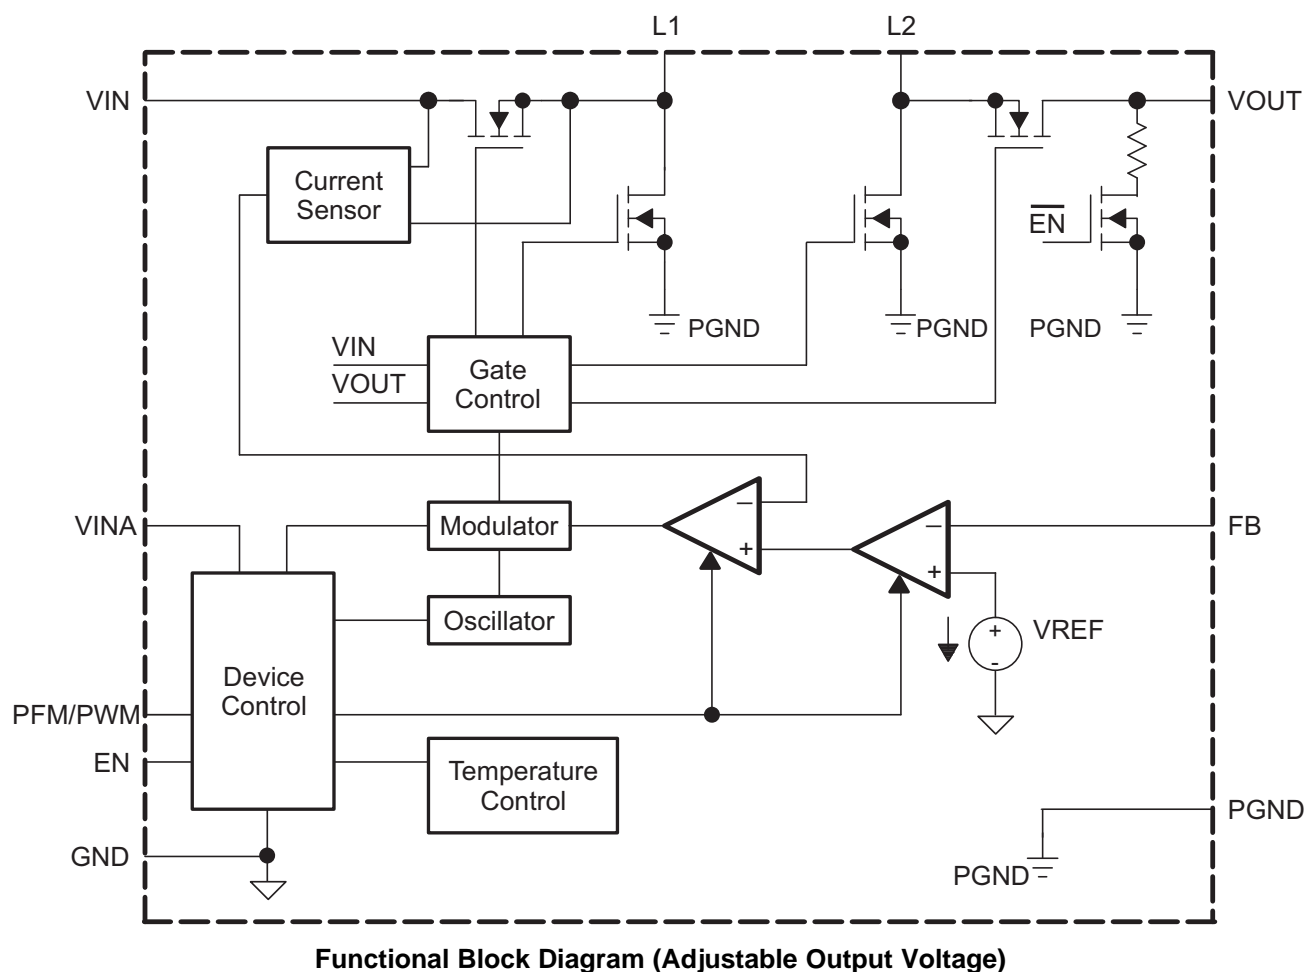 L1 L2
VIN VOUT
Current
Sensor
E̅N̅
PGND PGND PGND
VIN
VOUT
Gate
Control
VINA Modulator − − FB
+ +
Oscillator
+ VREF
-
Device
Control
PFM/PWM
EN
Temperature
Control
PGND
GND
PGND
Functional Block Diagram (Adjustable Output Voltage)